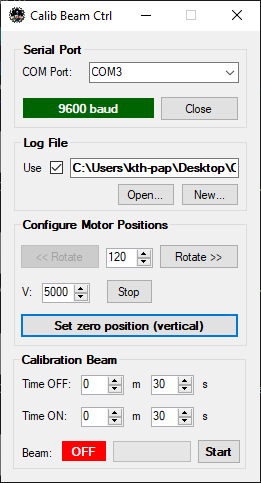 Calib Beam Ctrl
Serial Port
COM Port: COM3
9600 baud Close
Log File
Use C:\Users\kth-pap\Desktop\
Open... New...
Configure Motor Positions
<< Rotate 120 Rotate >>
V: 5000 Stop
Set zero position (vertical)
Calibration Beam
Time OFF: 0 m 30 s
Time ON: 0 m 30 s
Beam: OFF Start